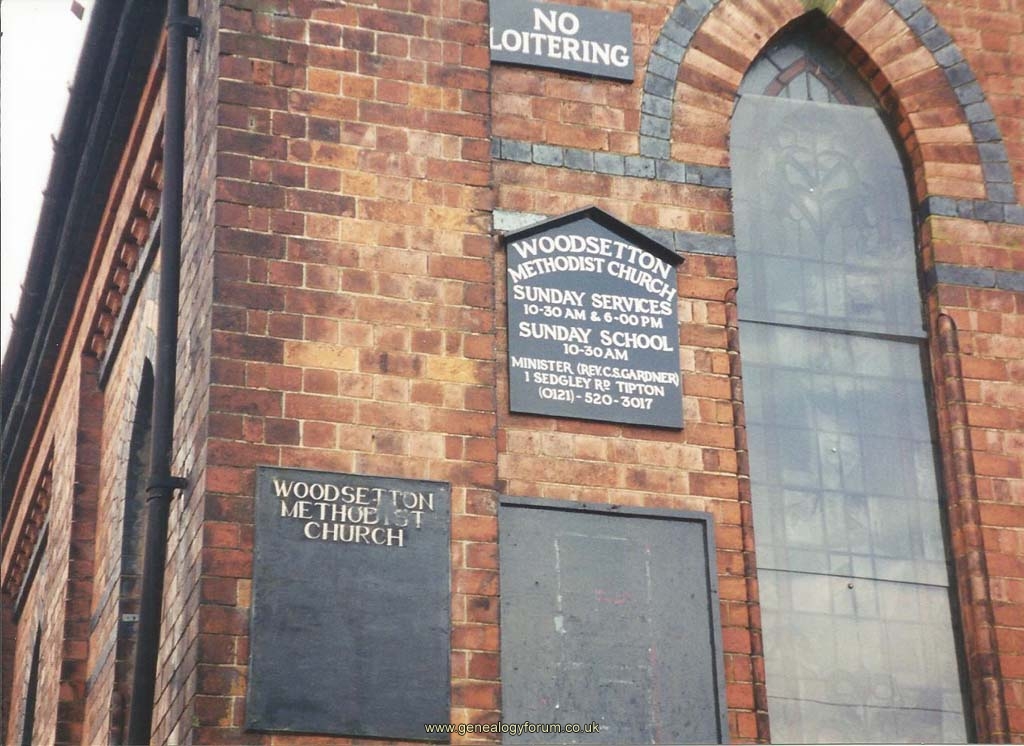 NO
LOITERING
WOODSETTON
METHODIST CHURCH
SUNDAY SERVICES
10-30 AM & 6-00 PM
SUNDAY SCHOOL
10-30 AM
MINISTER (REV. C.S. GARDNER)
1 SEDGLEY RD TIPTON
(0121)-520-3017
WOODSETTON
METHODIST
CHURCH
www.genealogyforum.co.uk